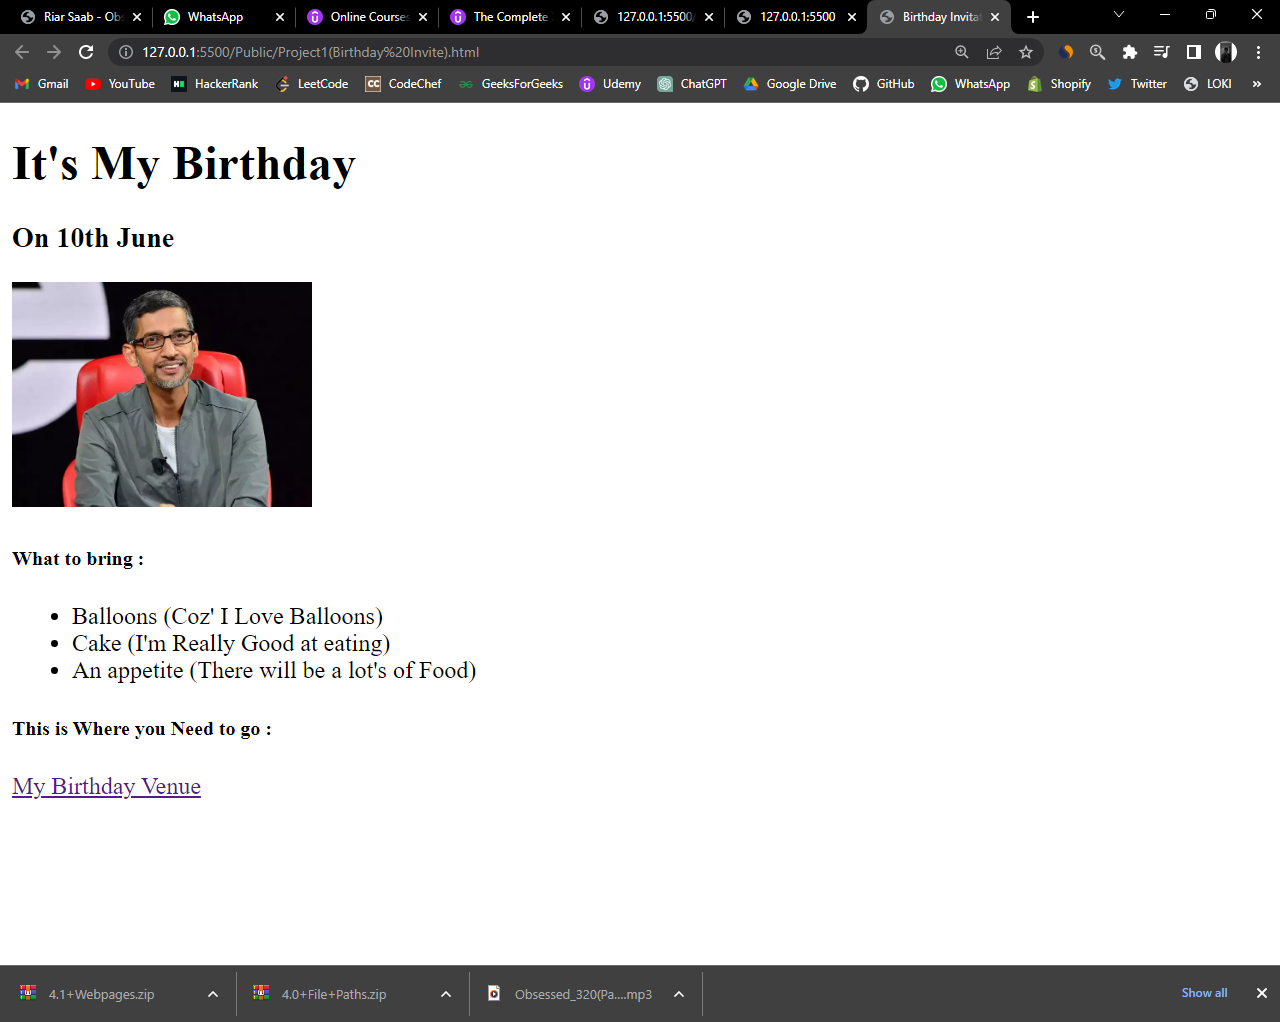 Riar Saab - Obs
WhatsApp
Online Courses
The Complete
127.0.0.1:5500/
127.0.0.1:5500
Birthday Invita
127.0.0.1:5500/Public/Project1(Birthday%20Invite).html
Gmail YouTube HackerRank LeetCode CodeChef GeeksForGeeks Udemy ChatGPT Google Drive GitHub WhatsApp Shopify Twitter LOKI »
It's My Birthday
On 10th June
What to bring :
• Balloons (Coz' I Love Balloons)
• Cake (I'm Really Good at eating)
• An appetite (There will be a lot's of Food)
This is Where you Need to go :
My Birthday Venue
4.1+Webpages.zip 4.0+File+Paths.zip Obsessed_320(Pa....mp3 Show all